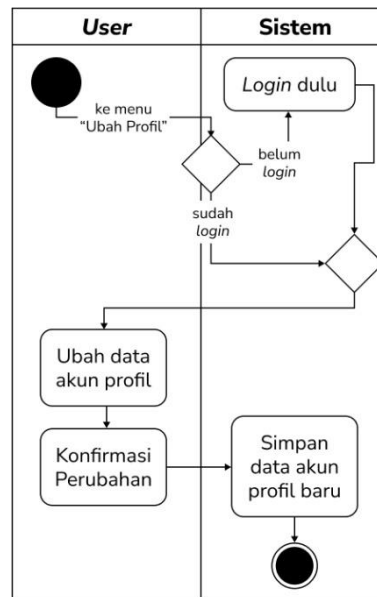 User
Sistem
ke menu
“Ubah Profil”
Login dulu
belum
login
sudah
login
Ubah data
akun profil
Konfirmasi
Perubahan
Simpan
data akun
profil baru